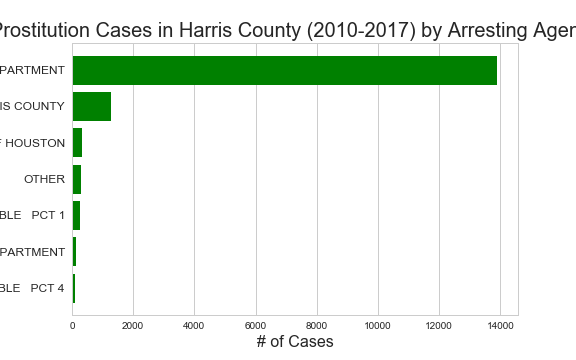 Prostitution Cases in Harris County (2010-2017) by Arresting Agen
PARTMENT
IS COUNTY
F HOUSTON
OTHER
BLE PCT 1
PARTMENT
BLE PCT 4
0 2000 4000 6000 8000 10000 12000 14000
# of Cases